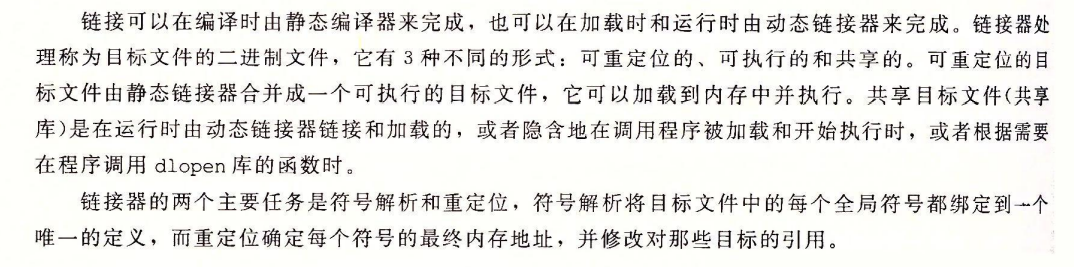 链接可以在编译时由静态编译器来完成，也可以在加载时和运行时由动态链接器来完成。链接器处
理称为目标文件的二进制文件，它有 3 种不同的形式：可重定位的、可执行的和共享的。可重定位的目
标文件由静态链接器合并成一个可执行的目标文件，它可以加载到内存中并执行。共享目标文件(共享
库)是在运行时由动态链接器链接和加载的，或者隐含地在调用程序被加载和开始执行时，或者根据需要
在程序调用 dlopen 库的函数时。
链接器的两个主要任务是符号解析和重定位，符号解析将目标文件中的每个全局符号都绑定到一个
唯一的定义，而重定位确定每个符号的最终内存地址，并修改对那些目标的引用。